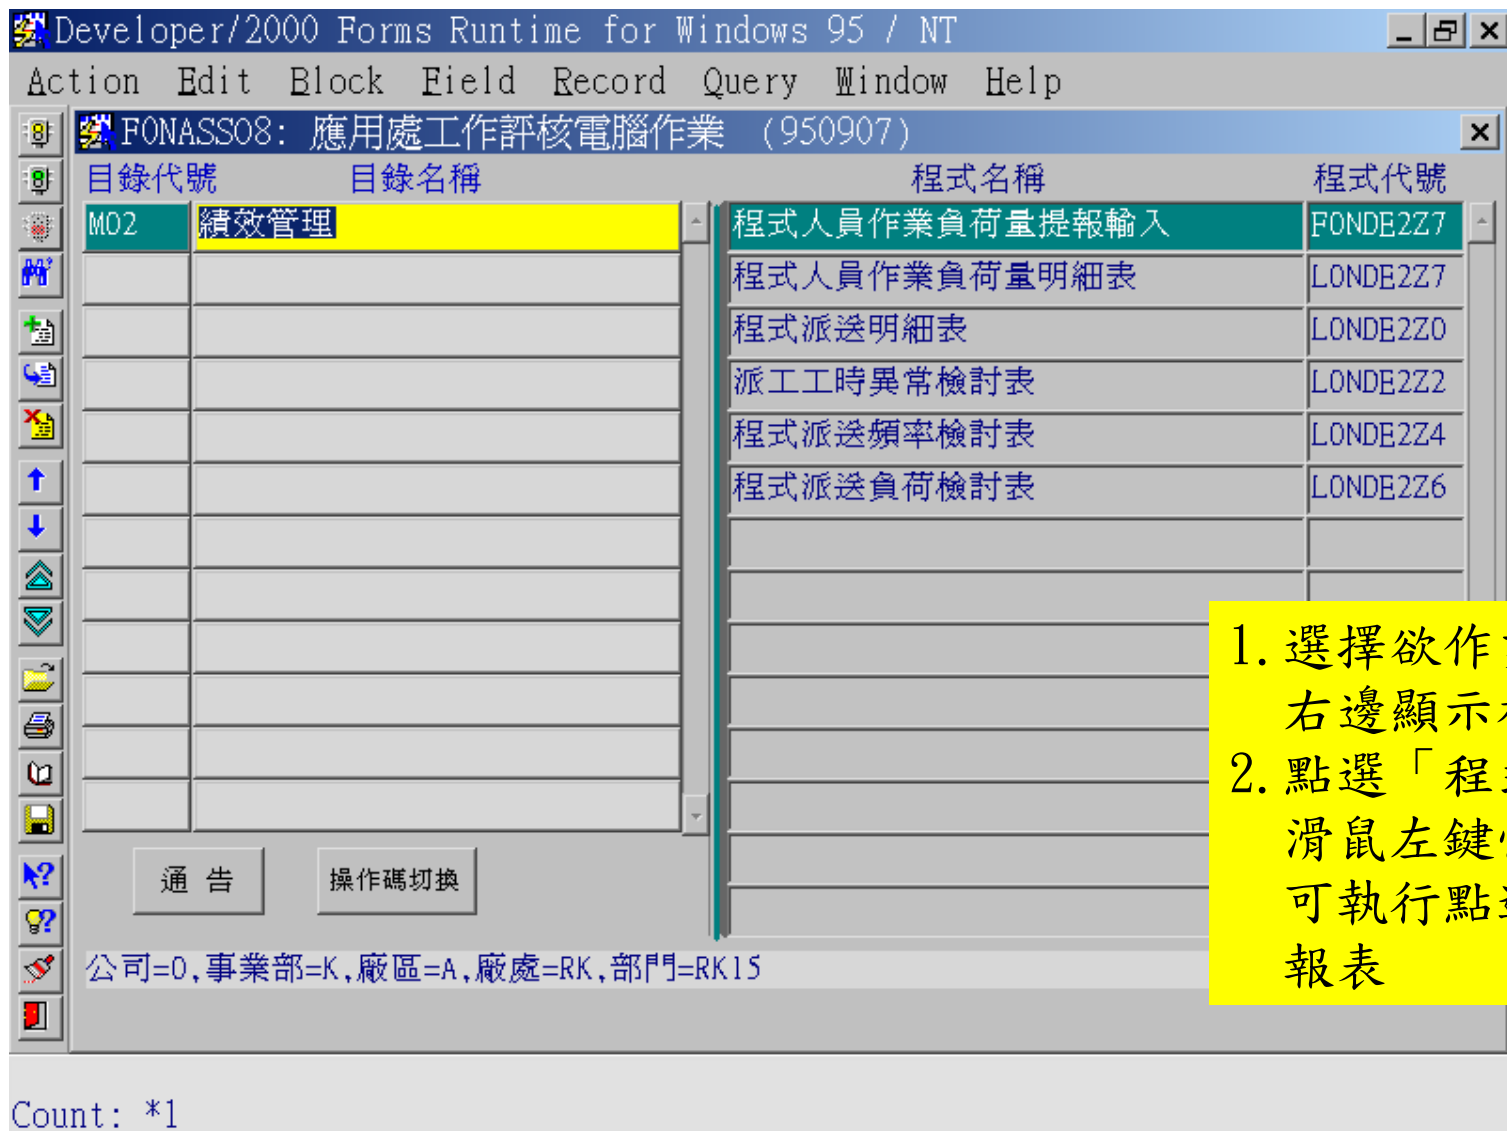 Developer/2000 Forms Runtime for Windows 95 / NT
Action Edit Block Field Record Query Window Help
F0NASS08: 應用處工作評核電腦作業 (950907)
目錄代號 目錄名稱 程式名稱 程式代號
M02 績效管理 程式人員作業負荷量提報輸入 F0NDE2Z7
程式人員作業負荷量明細表 L0NDE2Z7
程式派送明細表 L0NDE2Z0
派工工時異常檢討表 L0NDE2Z2
程式派送頻率檢討表 L0NDE2Z4
程式派送負荷檢討表 L0NDE2Z6
1. 選擇欲作
右邊顯示
2. 點選「程
滑鼠左鍵
可執行點
報表
通 告 操作碼切換
公司=0,事業部=K,廠區=A,廠處=RK,部門=RK15
Count: *1